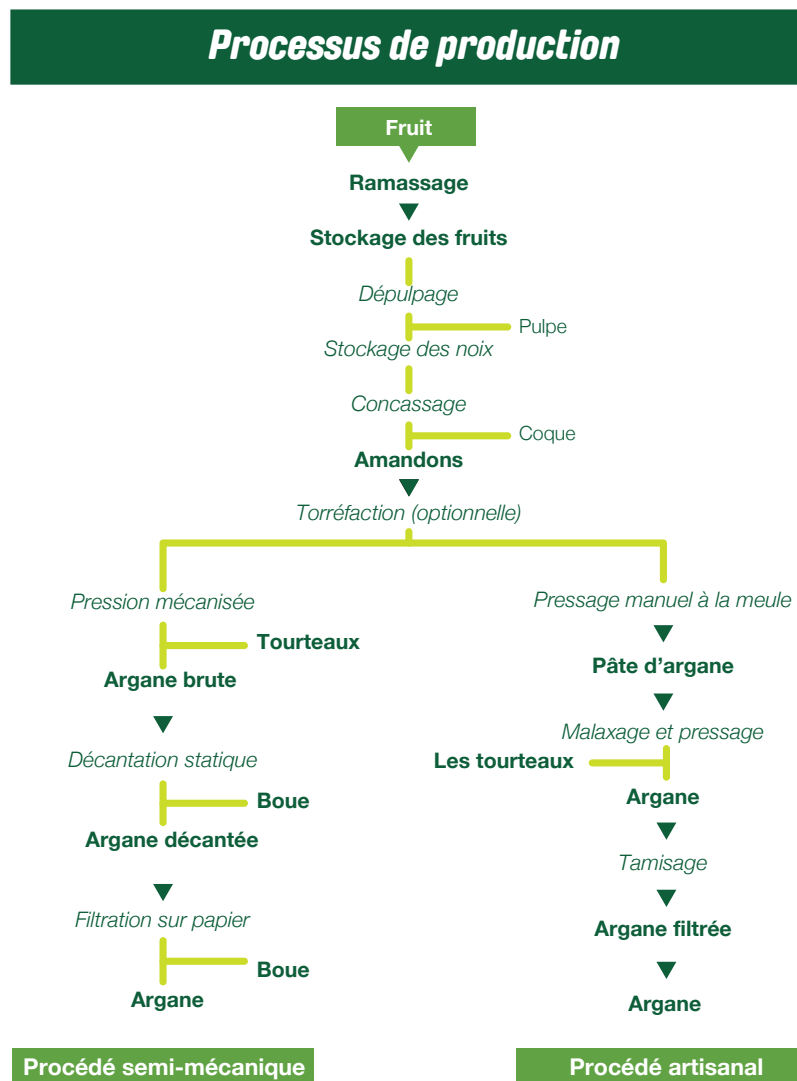 Processus de production
Fruit
Ramassage
Stockage des fruits
Dépulpage
Pulpe
Stockage des noix
Concassage
Coque
Amandons
Torréfaction (optionnelle)
Pression mécanisée
Tourteaux
Argane brute
Décantation statique
Boue
Argane décantée
Filtration sur papier
Boue
Argane
Procédé semi-mécanique
Pressage manuel à la meule
Pâte d’argane
Malaxage et pressage
Les tourteaux
Argane
Tamisage
Argane filtrée
Argane
Procédé artisanal